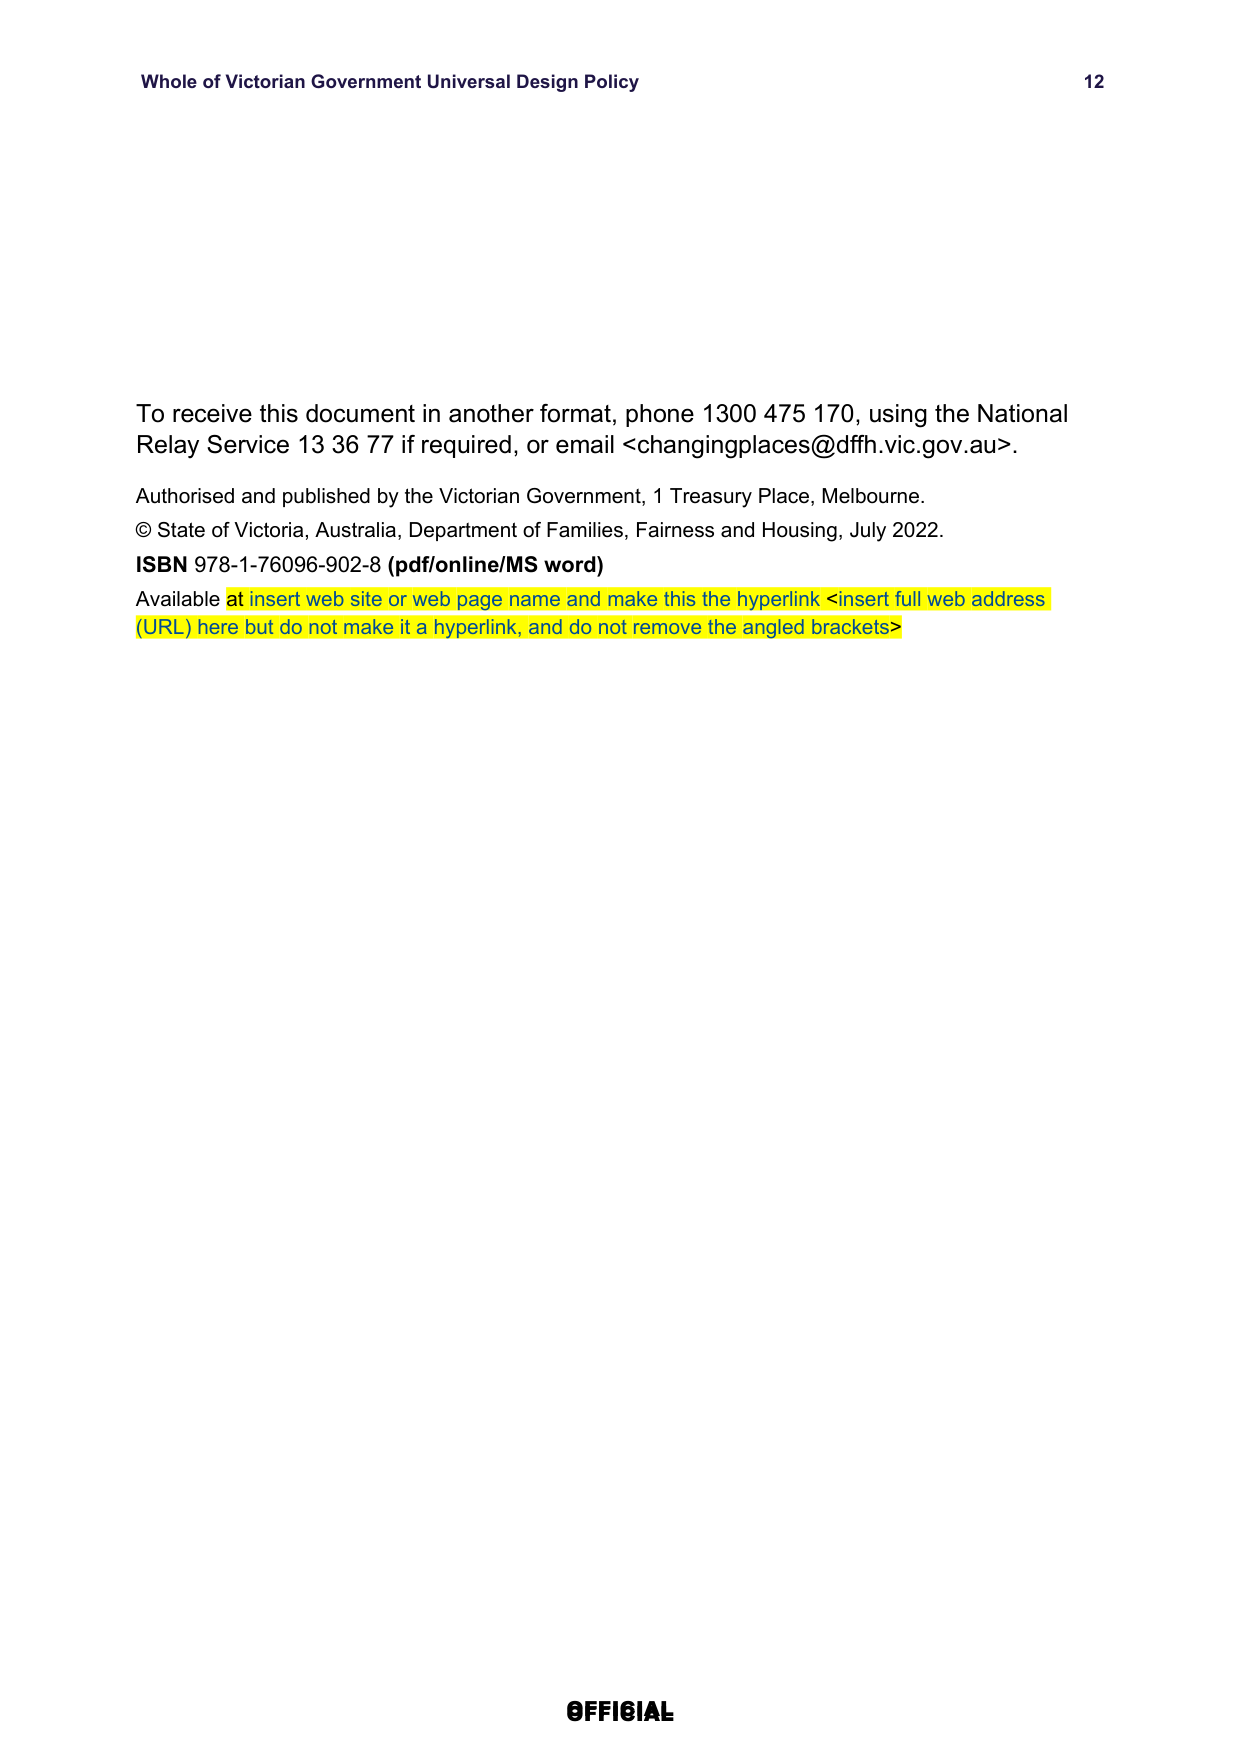 Whole of Victorian Government Universal Design Policy 12
To receive this document in another format, phone 1300 475 170, using the National
Relay Service 13 36 77 if required, or email <changingplaces@dffh.vic.gov.au>.
Authorised and published by the Victorian Government, 1 Treasury Place, Melbourne.
© State of Victoria, Australia, Department of Families, Fairness and Housing, July 2022.
ISBN 978-1-76096-902-8 (pdf/online/MS word)
Available at insert web site or web page name and make this the hyperlink <insert full web address
(URL) here but do not make it a hyperlink, and do not remove the angled brackets>
OFFICIAL
OFFICIAL